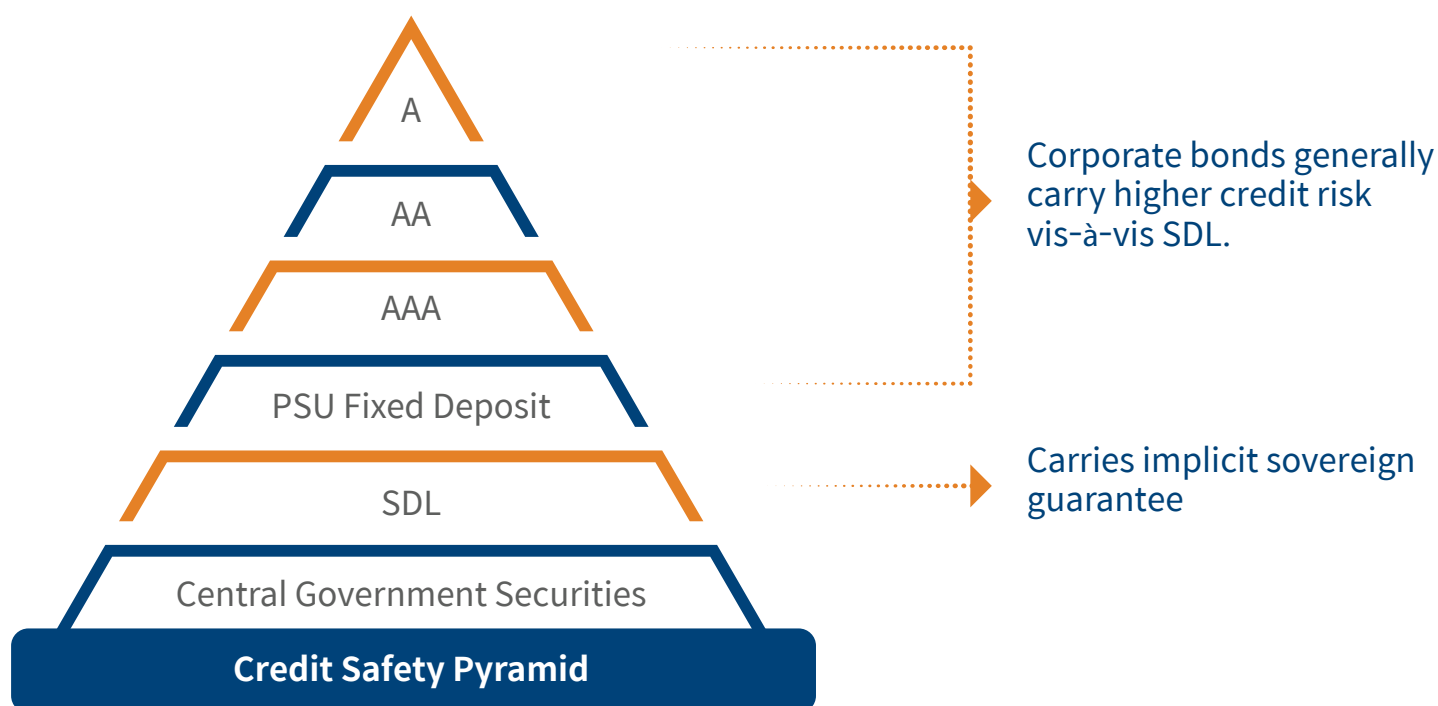 A
AA
AAA
PSU Fixed Deposit
SDL
Central Government Securities
Credit Safety Pyramid
Corporate bonds generally
carry higher credit risk
vis-à-vis SDL.
Carries implicit sovereign
guarantee